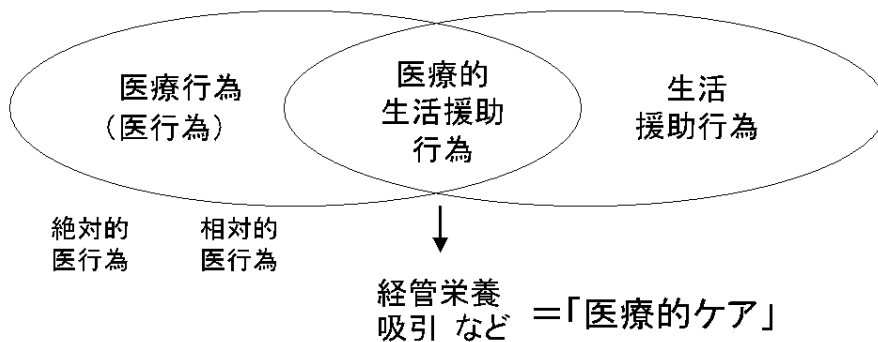 医療行為
（医行為）
医療的
生活援助
行為
生活
援助行為
絶対的
医行為
相対的
医行為
経管栄養
吸引 など
＝「医療的ケア」